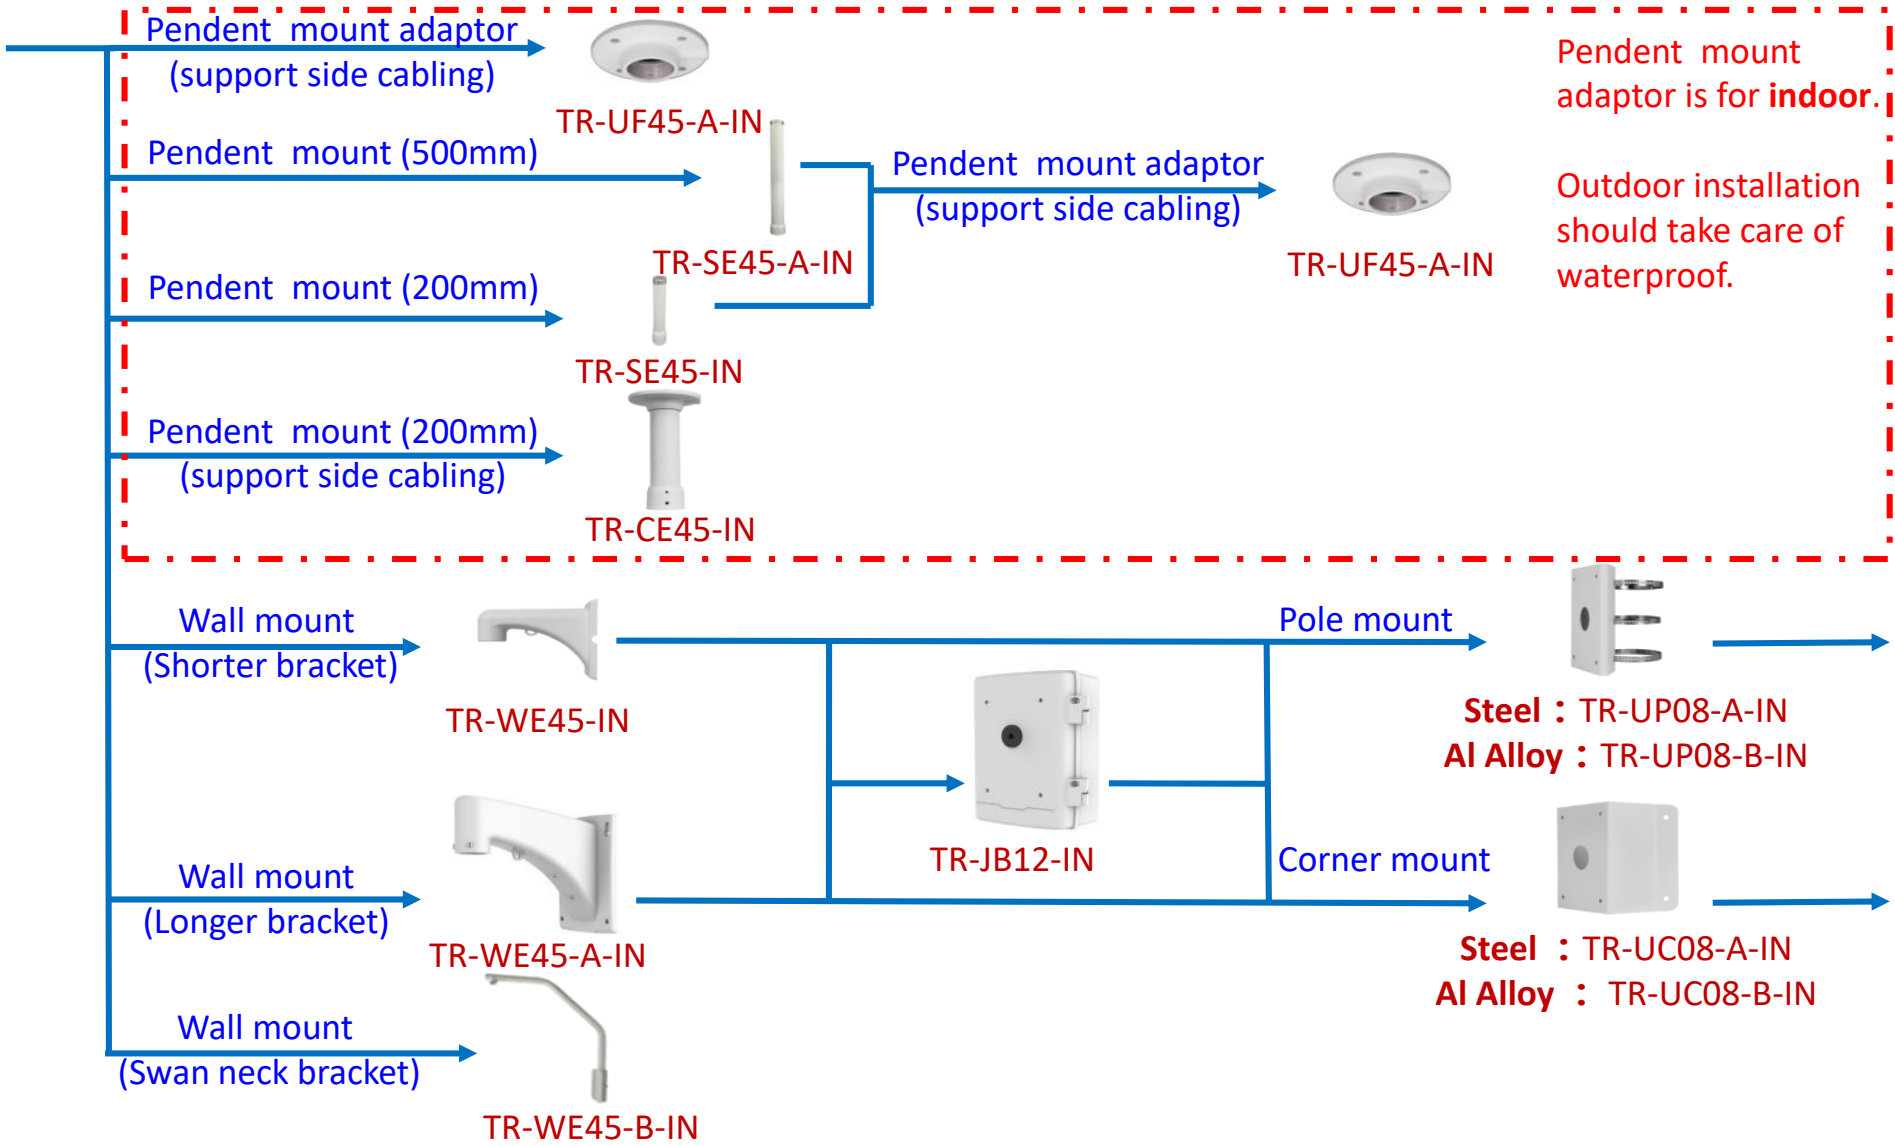 Pendent mount adaptor
(support side cabling)
TR-UF45-A-IN
Pendent mount
adaptor is for indoor.
Outdoor installation
should take care of
waterproof.
Pendent mount (500mm)
TR-SE45-A-IN
Pendent mount adaptor
(support side cabling)
TR-UF45-A-IN
Pendent mount (200mm)
TR-SE45-IN
Pendent mount (200mm)
(support side cabling)
TR-CE45-IN
Wall mount
(Shorter bracket)
TR-WE45-IN
Pole mount
Steel：TR-UP08-A-IN
Al Alloy：TR-UP08-B-IN
TR-JB12-IN
Wall mount
(Longer bracket)
TR-WE45-A-IN
Corner mount
Steel ：TR-UC08-A-IN
Al Alloy ： TR-UC08-B-IN
Wall mount
(Swan neck bracket)
TR-WE45-B-IN